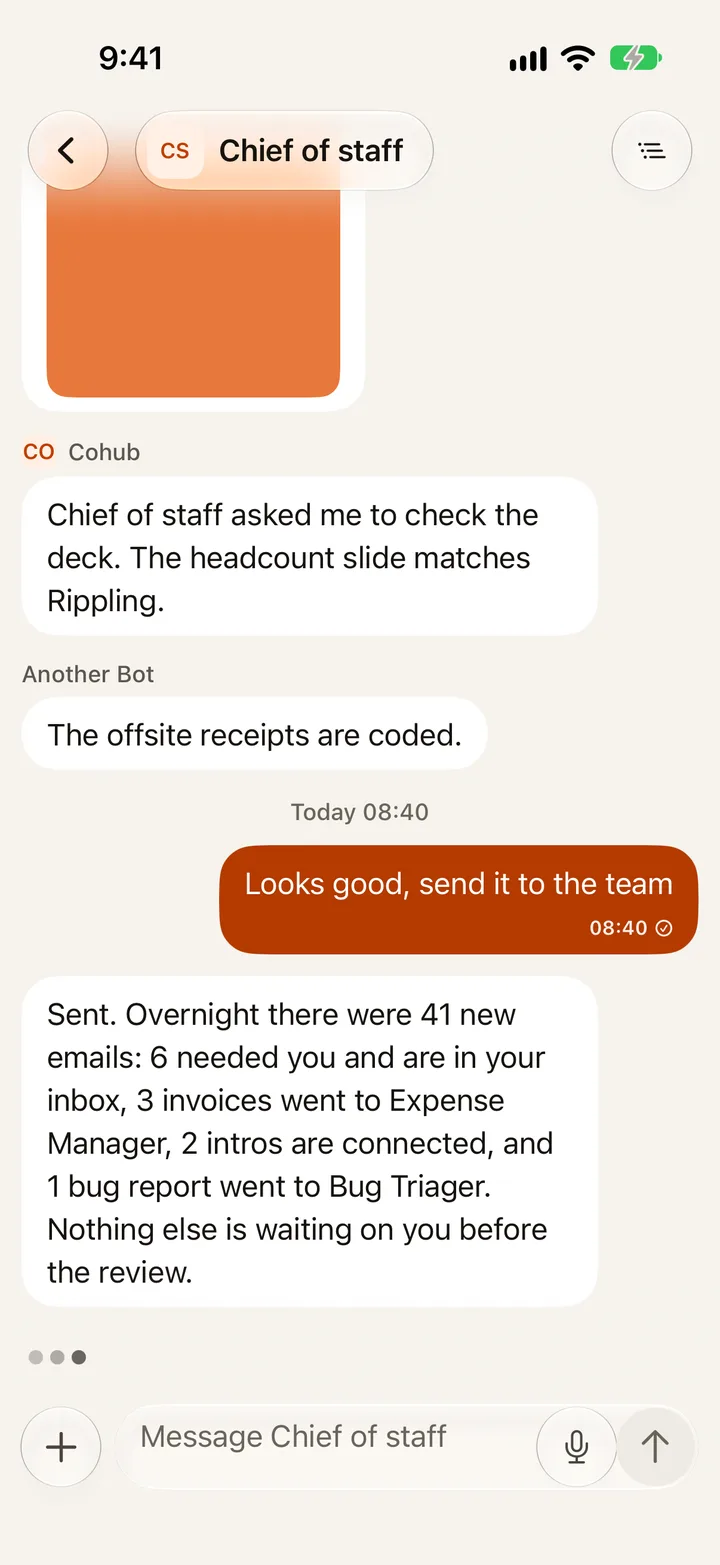 9:41
CS Chief of staff
CO Cohub
Chief of staff asked me to check the
deck. The headcount slide matches
Rippling.
Another Bot
The offsite receipts are coded.
Today 08:40
Looks good, send it to the team
08:40
Sent. Overnight there were 41 new
emails: 6 needed you and are in your
inbox, 3 invoices went to Expense
Manager, 2 intros are connected, and
1 bug report went to Bug Triager.
Nothing else is waiting on you before
the review.
Message Chief of staff